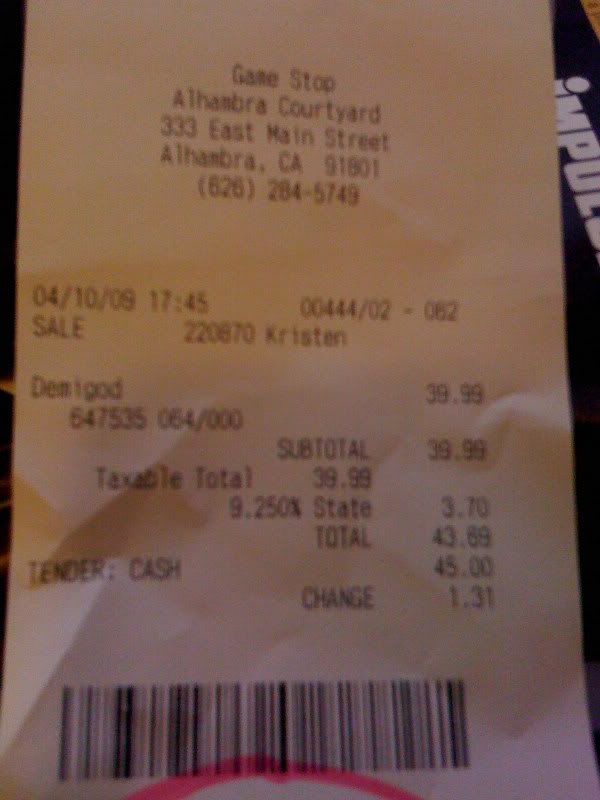 Game Stop
Alhambra Courtyard
333 East Main Street
Alhambra, CA 91801
(626) 284-5749
04/10/09 17:45 00444/02 - 082
SALE 220870 Kristen
Demigod 39.99
647535 064/000
SUBTOTAL 39.99
Taxable Total 39.99
9.250% State 3.70
TOTAL 43.69
TENDER: CASH 45.00
CHANGE 1.31